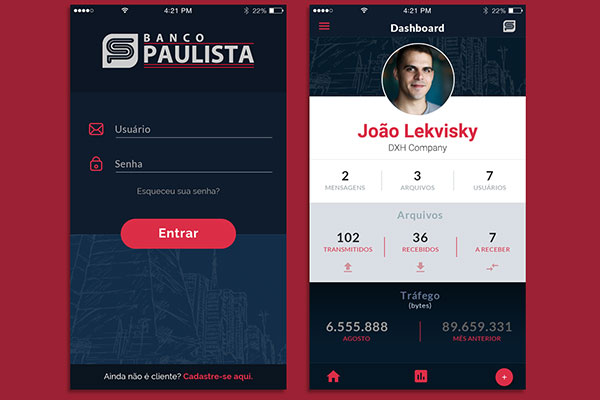 4:21 PM
22%
BANCO
PAULISTA
Usuário
Senha
Esqueceu sua senha?
Entrar
Ainda não é cliente? Cadastre-se aqui.
4:21 PM
22%
Dashboard
João Lekvisky
DXH Company
2 3 7
MENSAGENS ARQUIVOS USUÁRIOS
Arquivos
102 36 7
TRANSMITIDOS RECEBIDOS A RECEBER
Tráfego
(bytes)
6.555.888 89.659.331
AGOSTO MÊS ANTERIOR